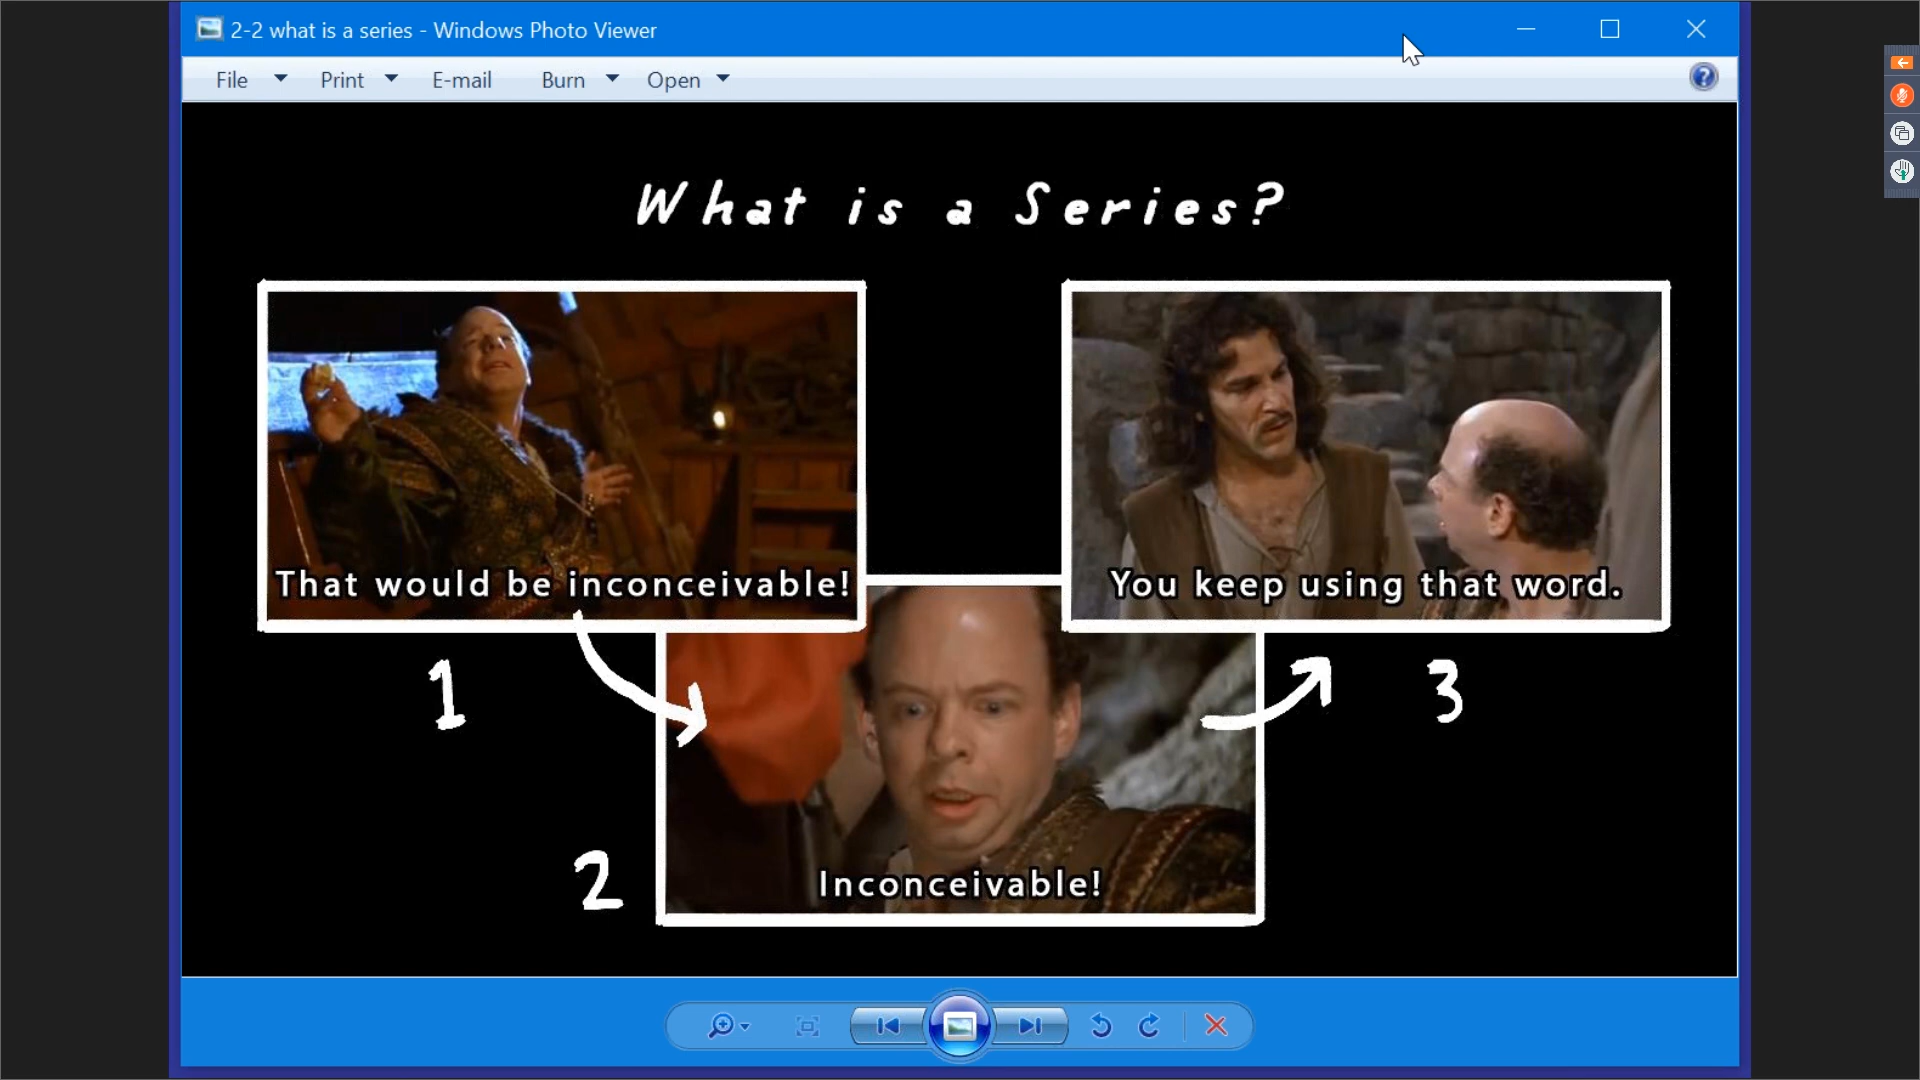 2-2 what is a series - Windows Photo Viewer
File Print E-mail Burn Open
What is a Series?
That would be inconceivable!
1
Inconceivable!
2
You keep using that word.
3